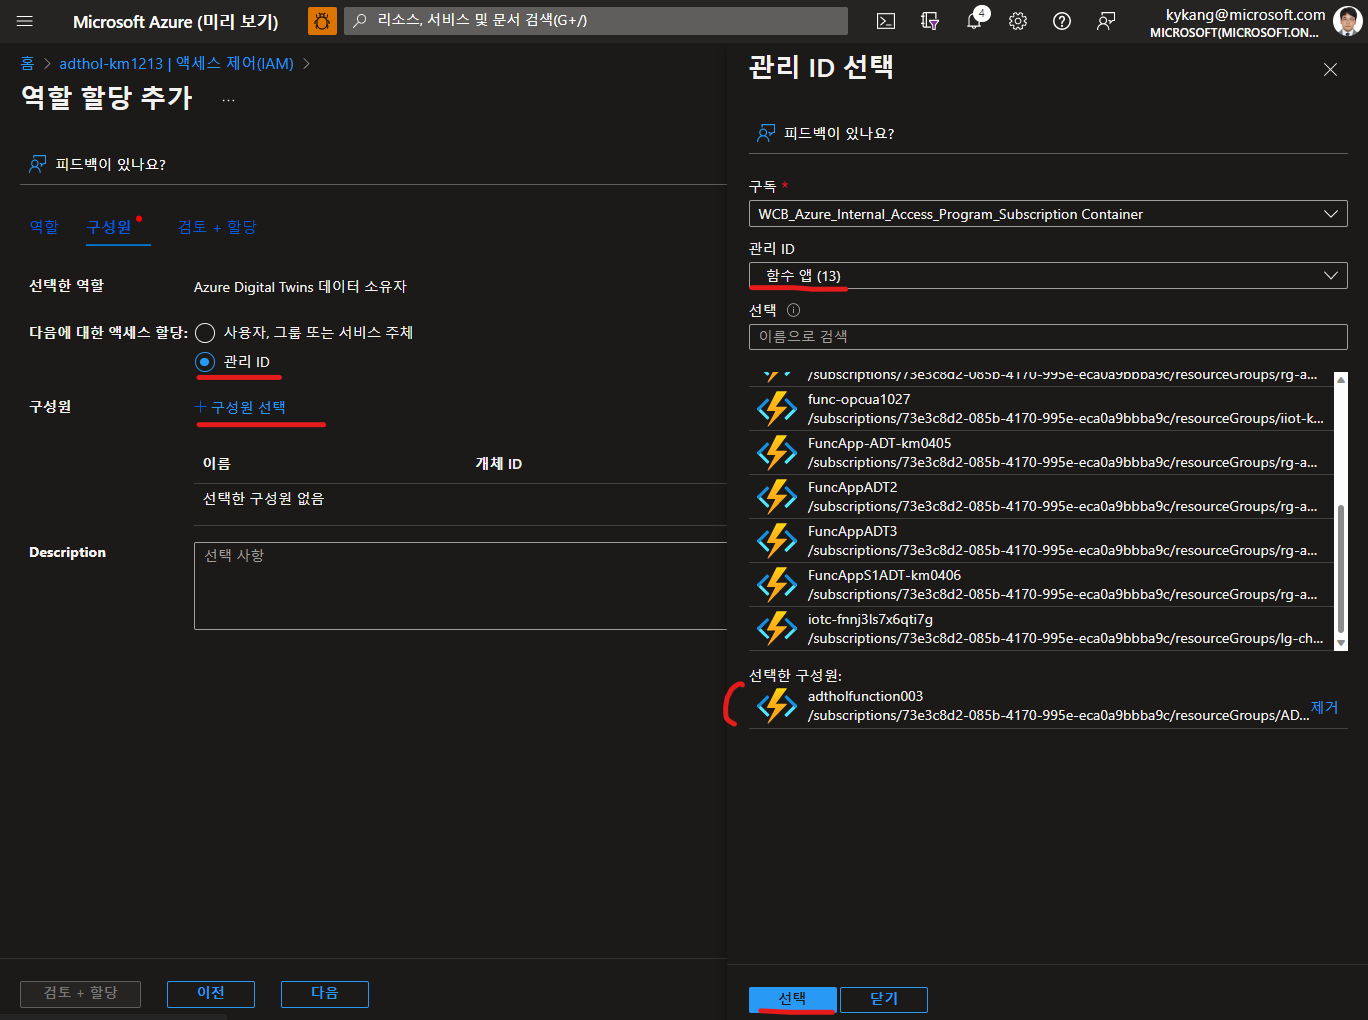 Microsoft Azure (미리 보기)
리소스, 서비스 및 문서 검색(G+/)
4
kykang@microsoft.com
MICROSOFT(MICROSOFT.ON...
홈 > adthol-km1213 | 액세스 제어(IAM) >
역할 할당 추가 ...
피드백이 있나요?
역할
구성원
검토 + 할당
선택한 역할
Azure Digital Twins 데이터 소유자
다음에 대한 액세스 할당:
사용자, 그룹 또는 서비스 주체
관리 ID
구성원
+ 구성원 선택
이름
개체 ID
선택한 구성원 없음
Description
선택 사항
검토 + 할당
이전
다음
관리 ID 선택
피드백이 있나요?
구독 *
WCB_Azure_Internal_Access_Program_Subscription Container
관리 ID
함수 앱 (13)
선택
이름으로 검색
/subscriptions/73e3c8d2-085b-4170-995e-eca0a9bbba9c/resourceGroups/rg-a...
func-opcua1027
/subscriptions/73e3c8d2-085b-4170-995e-eca0a9bbba9c/resourceGroups/iiot-k...
FuncApp-ADT-km0405
/subscriptions/73e3c8d2-085b-4170-995e-eca0a9bbba9c/resourceGroups/rg-a...
FuncAppADT2
/subscriptions/73e3c8d2-085b-4170-995e-eca0a9bbba9c/resourceGroups/rg-a...
FuncAppADT3
/subscriptions/73e3c8d2-085b-4170-995e-eca0a9bbba9c/resourceGroups/rg-a...
FuncAppS1ADT-km0406
/subscriptions/73e3c8d2-085b-4170-995e-eca0a9bbba9c/resourceGroups/rg-a...
iotc-fnnj3ls7x6qti7g
/subscriptions/73e3c8d2-085b-4170-995e-eca0a9bbba9c/resourceGroups/lg-ch...
선택한 구성원:
adtholfunction003
/subscriptions/73e3c8d2-085b-4170-995e-eca0a9bbba9c/resourceGroups/AD...
제거
선택
닫기